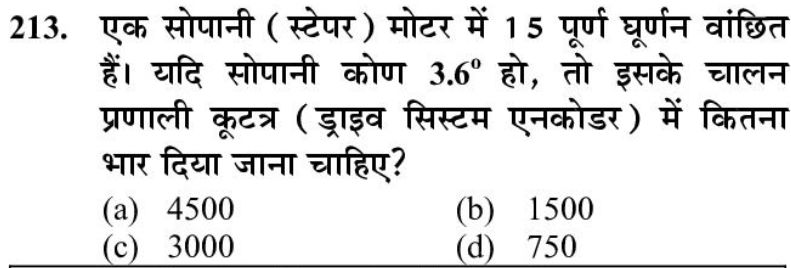 213. एक सोपानी ( स्टेपर ) मोटर में 15 पूर्ण घूर्णन वांछित
हैं। यदि सोपानी कोण 3.6° हो, तो इसके चालन
प्रणाली कूटत्र ( ड्राइव सिस्टम एनकोडर ) में कितना
भार दिया जाना चाहिए?
(a) 4500 (b) 1500
(c) 3000 (d) 750